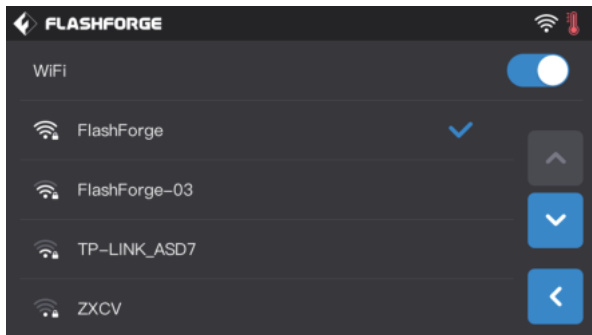 FLASHFORGE
WiFi
FlashForge
FlashForge-03
TP-LINK_ASD7
ZXCV